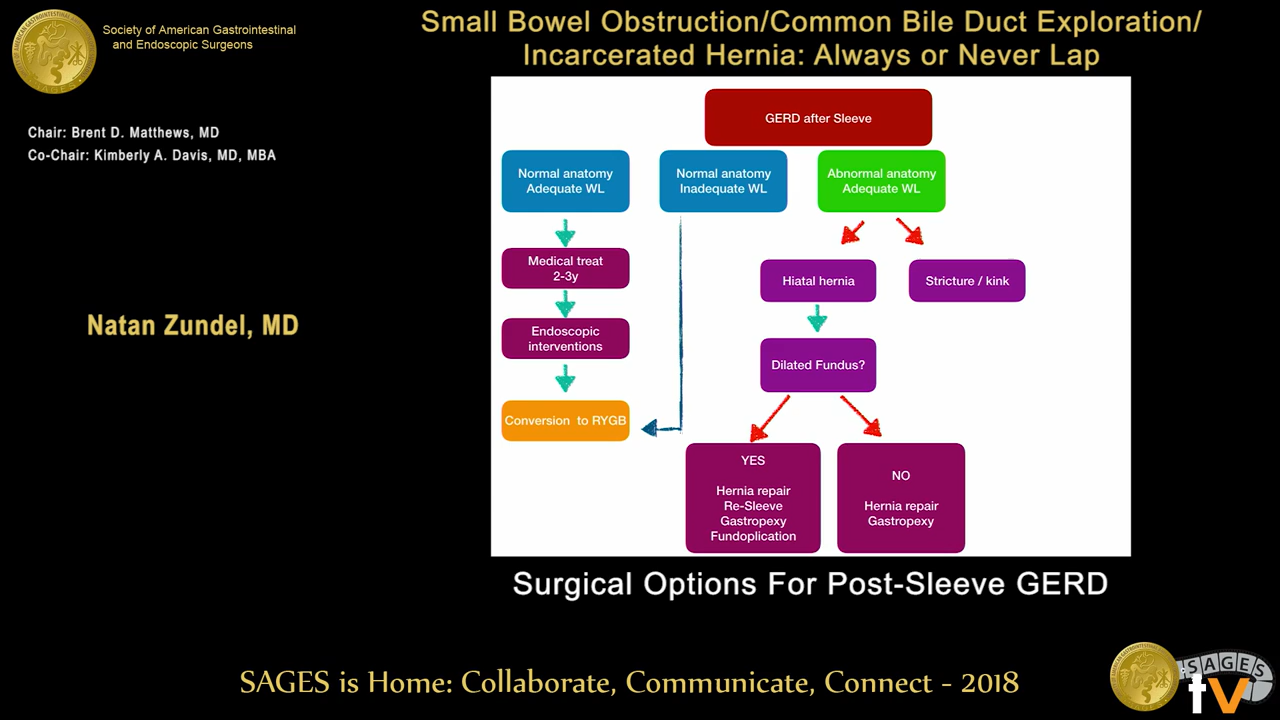 Society of American Gastrointestinal
and Endoscopic Surgeons
Small Bowel Obstruction/Common Bile Duct Exploration/
Incarcerated Hernia: Always or Never Lap
Chair: Brent D. Matthews, MD
Co-Chair: Kimberly A. Davis, MD, MBA
Natan Zundel, MD
GERD after Sleeve
Normal anatomy
Adequate WL
Normal anatomy
Inadequate WL
Abnormal anatomy
Adequate WL
Medical treat
2-3y
Hiatal hernia
Stricture / kink
Endoscopic
interventions
Dilated Fundus?
Conversion to RYGB
YES
Hernia repair
Re-Sleeve
Gastropexy
Fundoplication
NO
Hernia repair
Gastropexy
Surgical Options For Post-Sleeve GERD
SAGES is Home: Collaborate, Communicate, Connect - 2018
SAGES
tv